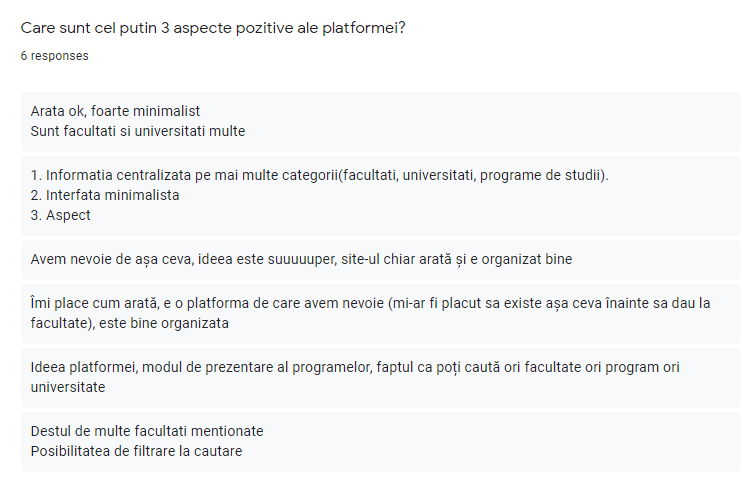 Care sunt cel putin 3 aspecte pozitive ale platformei?
6 responses
Arata ok, foarte minimalist
Sunt facultati si universitati multe
1. Informatia centralizata pe mai multe categorii(facultati, universitati, programe de studii).
2. Interfata minimalista
3. Aspect
Avem nevoie de așa ceva, ideea este suuuuuper, site-ul chiar arată și e organizat bine
Îmi place cum arată, e o platforma de care avem nevoie (mi-ar fi placut sa existe așa ceva înainte sa dau la
facultate), este bine organizata
Ideea platformei, modul de prezentare al programelor, faptul ca poți caută ori facultate ori program ori
universitate
Destul de multe facultati mentionate
Posibilitatea de filtrare la cautare